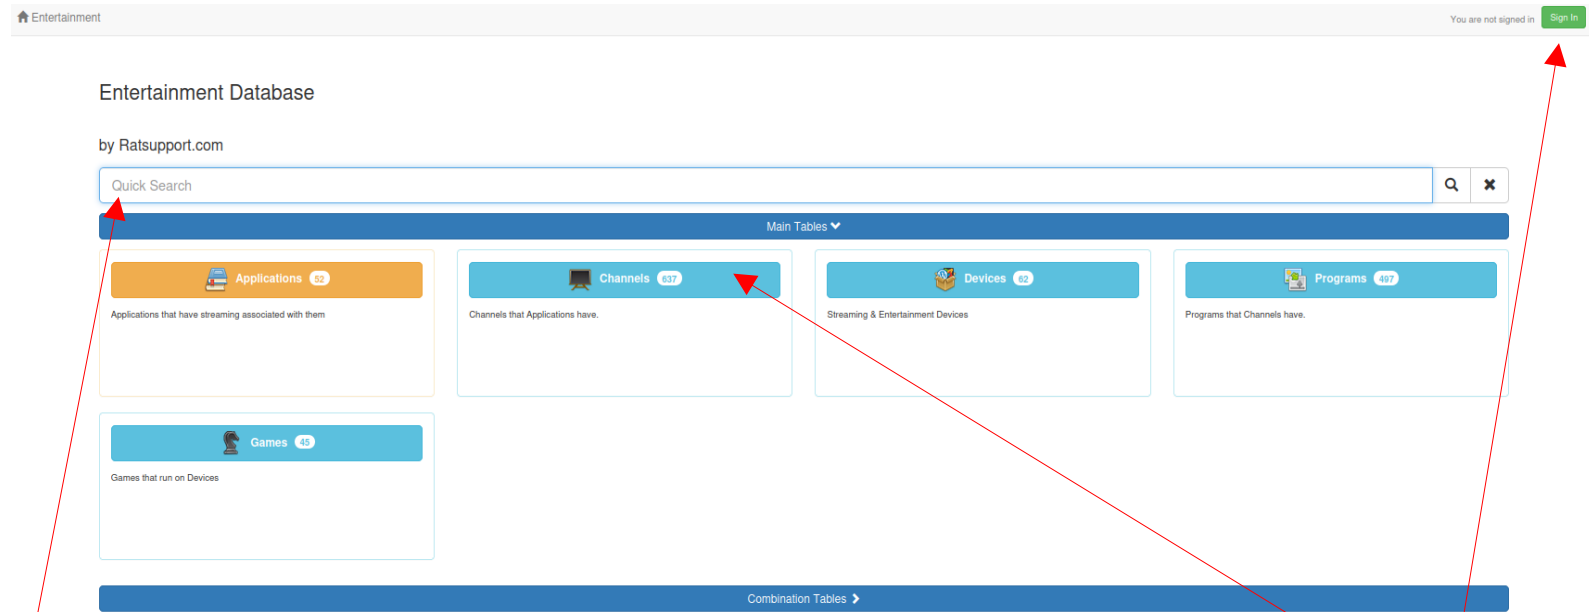 Entertainment
You are not signed in
Sign In
Entertainment Database
by Ratsupport.com
Quick Search
Main Tables
Applications 52
Channels 637
Devices 62
Programs 497
Applications that have streaming associated with them
Channels that Applications have.
Streaming & Entertainment Devices
Programs that Channels have.
Games 45
Games that run on Devices
Combination Tables